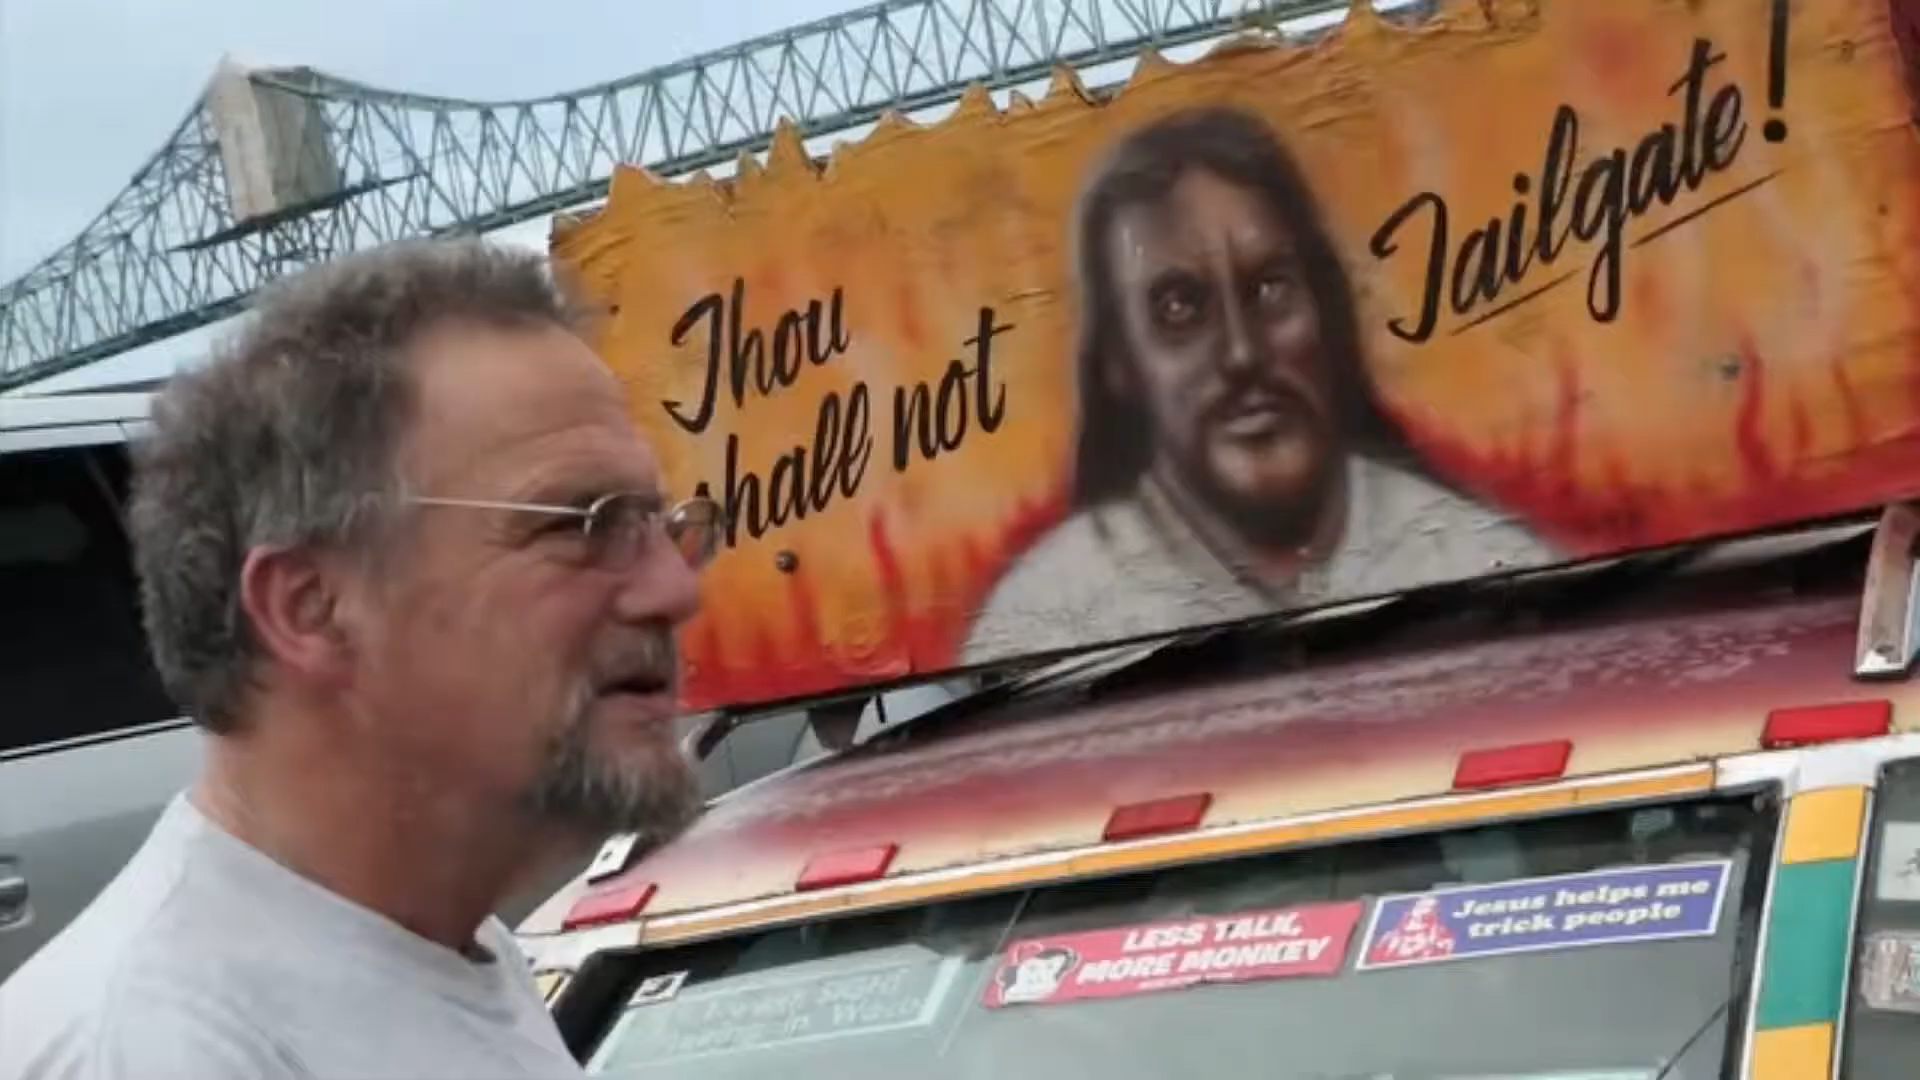 Thou
shall not
Tailgate!
LESS TALK,
MORE MONKEY
Jesus helps me
trick people